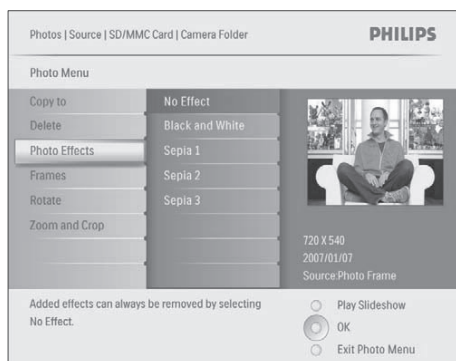 Photos | Source | SD/MMC Card | Camera Folder
PHILIPS
Photo Menu
Copy to
Delete
Photo Effects
Frames
Rotate
Zoom and Crop
No Effect
Black and White
Sepia 1
Sepia 2
Sepia 3
720 X 540
2007/01/07
Source:Photo Frame
Added effects can always be removed by selecting
No Effect.
Play Slideshow
OK
Exit Photo Menu